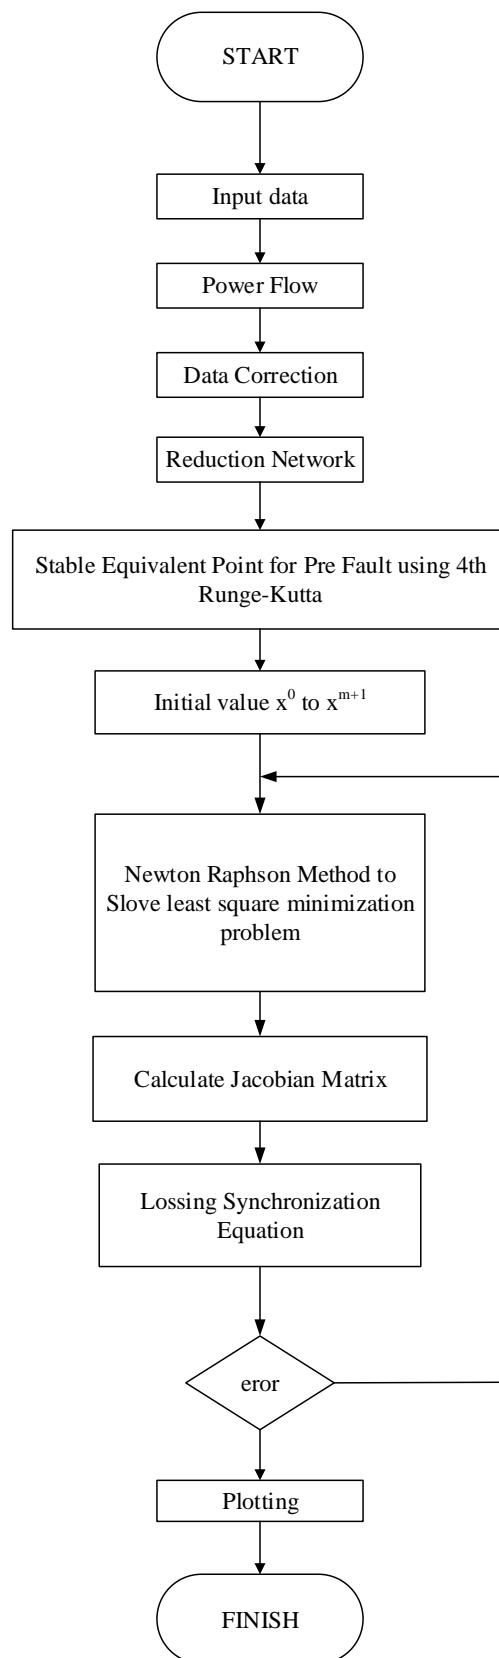 START
Input data
Power Flow
Data Correction
Reduction Network
Stable Equivalent Point for Pre Fault using 4th
Runge-Kutta
Initial value x⁰ to xᵐ⁺¹
Newton Raphson Method to
Slove least square minimization
problem
Calculate Jacobian Matrix
Lossing Synchronization
Equation
eror
Plotting
FINISH